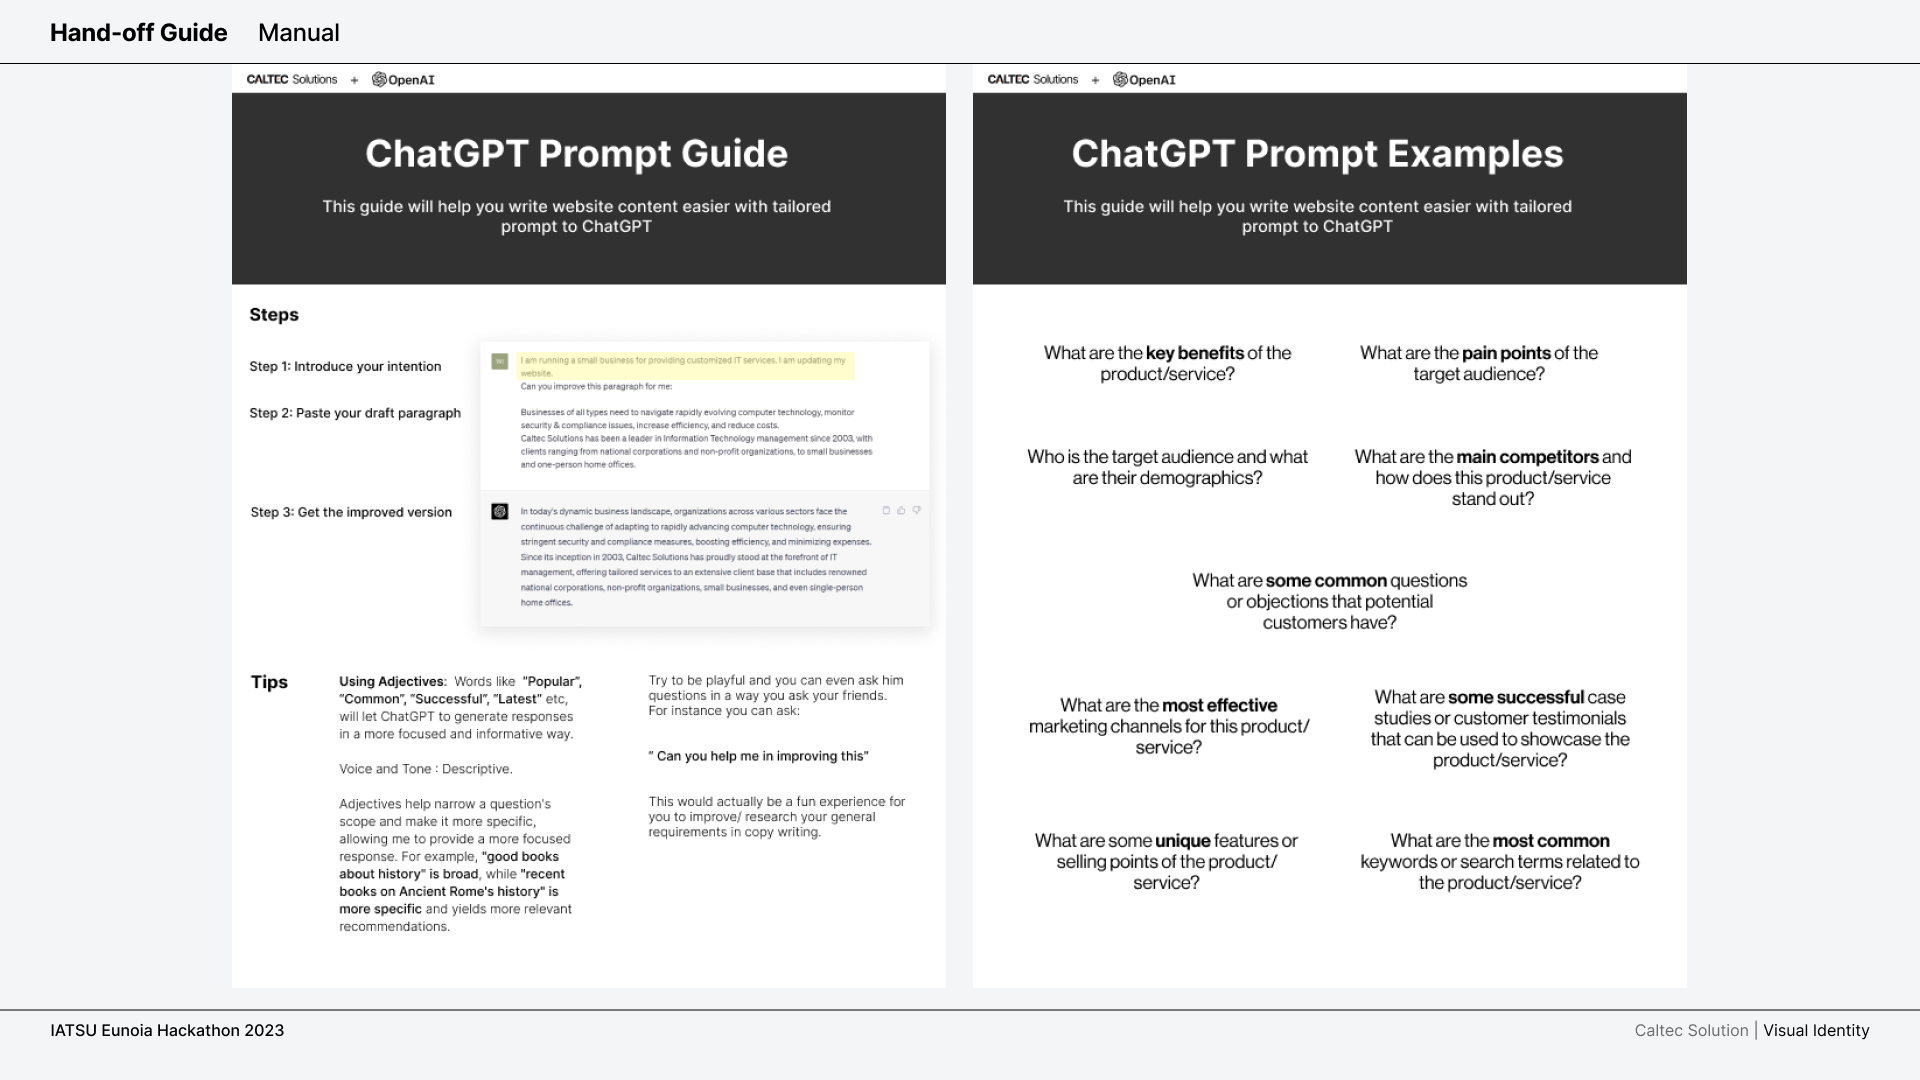 Hand-off Guide Manual
CALTEC Solutions + OpenAI
ChatGPT Prompt Guide
This guide will help you write website content easier with tailored
prompt to ChatGPT
Steps
Step 1: Introduce your intention
I am running a small business for providing customized IT services. I am updating my
website.
Can you improve this paragraph for me:
Step 2: Paste your draft paragraph
Businesses of all types need to navigate rapidly evolving computer technology, monitor
security & compliance issues, increase efficiency, and reduce costs.
Caltec Solutions has been a leader in Information Technology management since 2003, with
clients ranging from national corporations and non-profit organizations, to small businesses
and one-person home offices.
Step 3: Get the improved version
In today's dynamic business landscape, organizations across various sectors face the
continuous challenge of adapting to rapidly advancing computer technology, ensuring
stringent security and compliance measures, boosting efficiency, and minimizing expenses.
Since its inception in 2003, Caltec Solutions has proudly stood at the forefront of IT
management, offering tailored services to an extensive client base that includes renowned
national corporations, non-profit organizations, small businesses, and even single-person
home offices.
Tips
Using Adjectives: Words like "Popular",
"Common", "Successful", "Latest" etc,
will let ChatGPT to generate responses
in a more focused and informative way.
Voice and Tone : Descriptive.
Adjectives help narrow a question's
scope and make it more specific,
allowing me to provide a more focused
response. For example, "good books
about history" is broad, while "recent
books on Ancient Rome's history" is
more specific and yields more relevant
recommendations.
Try to be playful and you can even ask him
questions in a way you ask your friends.
For instance you can ask:
" Can you help me in improving this"
This would actually be a fun experience for
you to improve/ research your general
requirements in copy writing.
CALTEC Solutions + OpenAI
ChatGPT Prompt Examples
This guide will help you write website content easier with tailored
prompt to ChatGPT
What are the key benefits of the
product/service?
What are the pain points of the
target audience?
Who is the target audience and what
are their demographics?
What are the main competitors and
how does this product/service
stand out?
What are some common questions
or objections that potential
customers have?
What are the most effective
marketing channels for this product/
service?
What are some successful case
studies or customer testimonials
that can be used to showcase the
product/service?
What are some unique features or
selling points of the product/
service?
What are the most common
keywords or search terms related to
the product/service?
IATSU Eunoia Hackathon 2023
Caltec Solution | Visual Identity